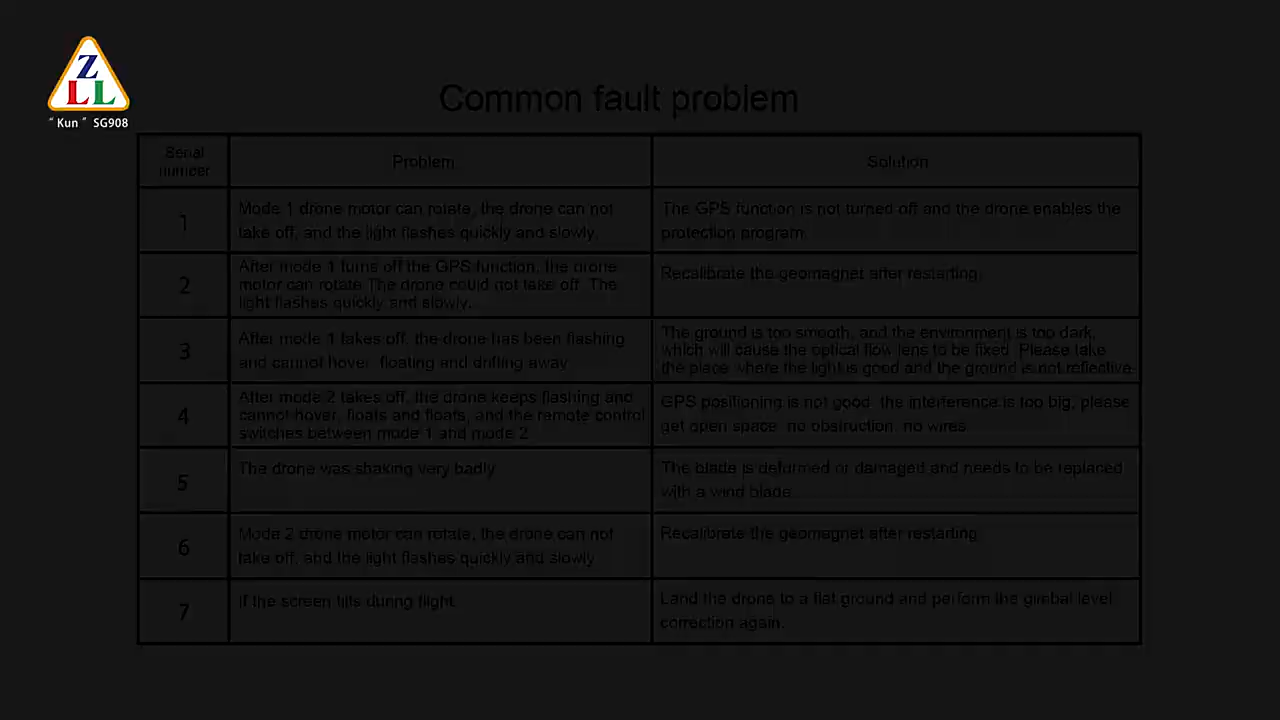 Z
LL
“ Kun ” SG908
Common fault problem
Serial
number
Problem
Solution
1
Mode 1 drone motor can rotate, the drone can not
take off, and the light flashes quickly and slowly.
The GPS function is not turned off and the drone enables the
protection program.
2
After mode 1 turns off the GPS function, the drone
motor can rotate.The drone could not take off. The
light flashes quickly and slowly.
Recalibrate the geomagnet after restarting.
3
After mode 1 takes off, the drone has been flashing
and cannot hover, floating and drifting away.
The ground is too smooth, and the environment is too dark,
which will cause the optical flow lens to be fixed. Please take
the place where the light is good and the ground is not reflective.
4
After mode 2 takes off, the drone keeps flashing and
cannot hover, floats and floats, and the remote control
switches between mode 1 and mode 2.
GPS positioning is not good, the interference is too big, please
get open space, no obstruction, no wires.
5
The drone was shaking very badly.
The blade is deformed or damaged and needs to be replaced
with a wind blade.
6
Mode 2 drone motor can rotate, the drone can not
take off, and the light flashes quickly and slowly.
Recalibrate the geomagnet after restarting.
7
If the screen tilts during flight.
Land the drone to a flat ground and perform the gimbal level
correction again.